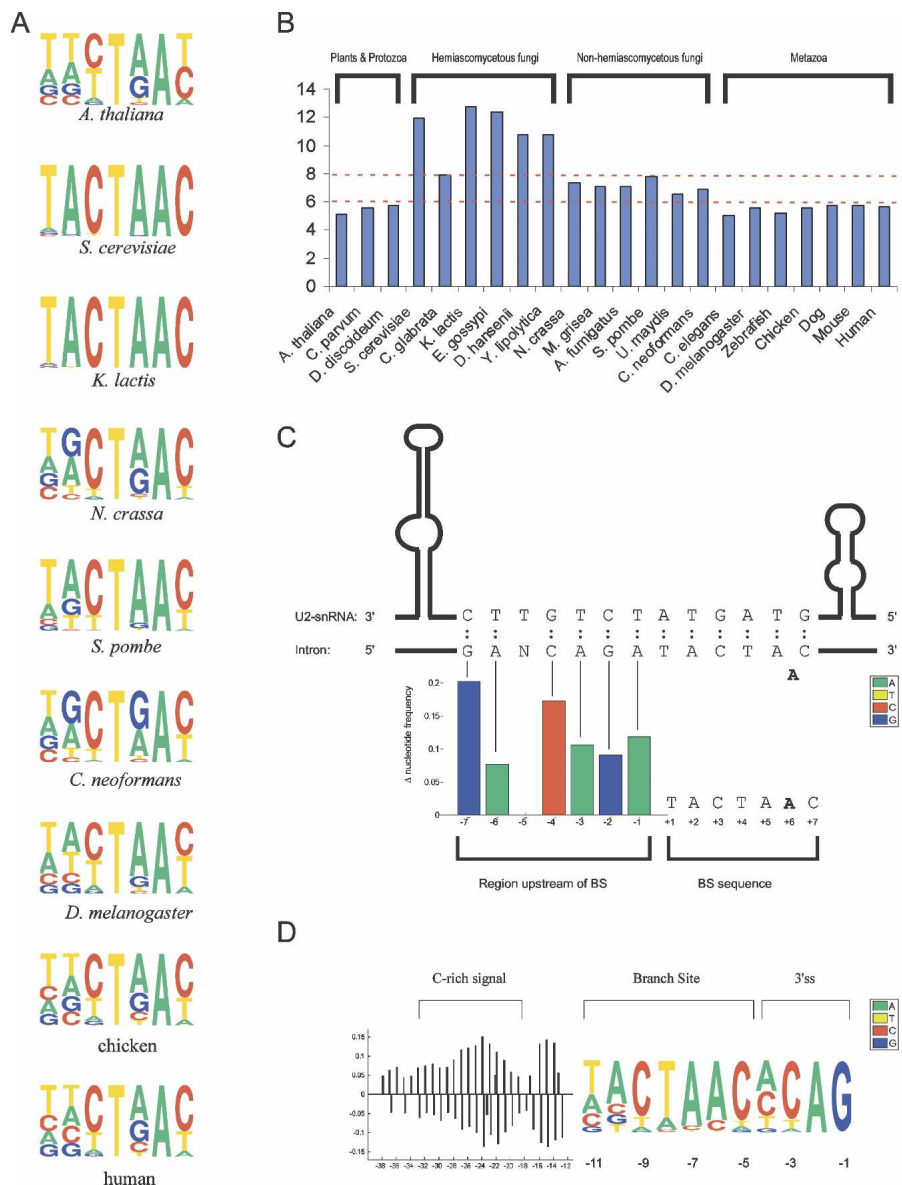 A
A. thaliana
TACTAAC
S. cerevisiae
TACTAAC
K. lactis
N. crassa
S. pombe
C. neoformans
D. melanogaster
chicken
human
B
Plants & Protozoa Hemiascomycetous fungi Non-hemiascomycetous fungi Metazoa
14
12
10
8
6
4
2
0
A. thaliana
C. parvum
D. discoldeum
S. cerevisiae
C. glabrata
K. lactis
E. gossypi
D. hansenii
Y. lipolytica
N. crassa
M. grisea
A. fumigatus
S. pombe
U. maydis
C. neoformans
C. elegans
D. melanogaster
Zebrafish
Chicken
Dog
Mouse
Human
C
U2-snRNA: 3' C T T G T C T A T G A T G 5'
Intron: 5' G A N C A G A T A C T A C 3'
A
A
T
C
G
Δ nucleotide frequency
0.2
0.15
0.1
0.05
0
T A C T A A C
-7 -6 -5 -4 -3 -2 -1 +1 +2 +3 +4 +5 +6 +7
Region upstream of BS BS sequence
D
C-rich signal Branch Site 3'ss
A
T
C
G
0.15
0.1
0.05
0
0.05
0.1
0.15
-38 -36 -34 -32 -30 -28 -26 -24 -22 -20 -18 -16 -14 -12
-11 -9 -7 -5 -3 -1